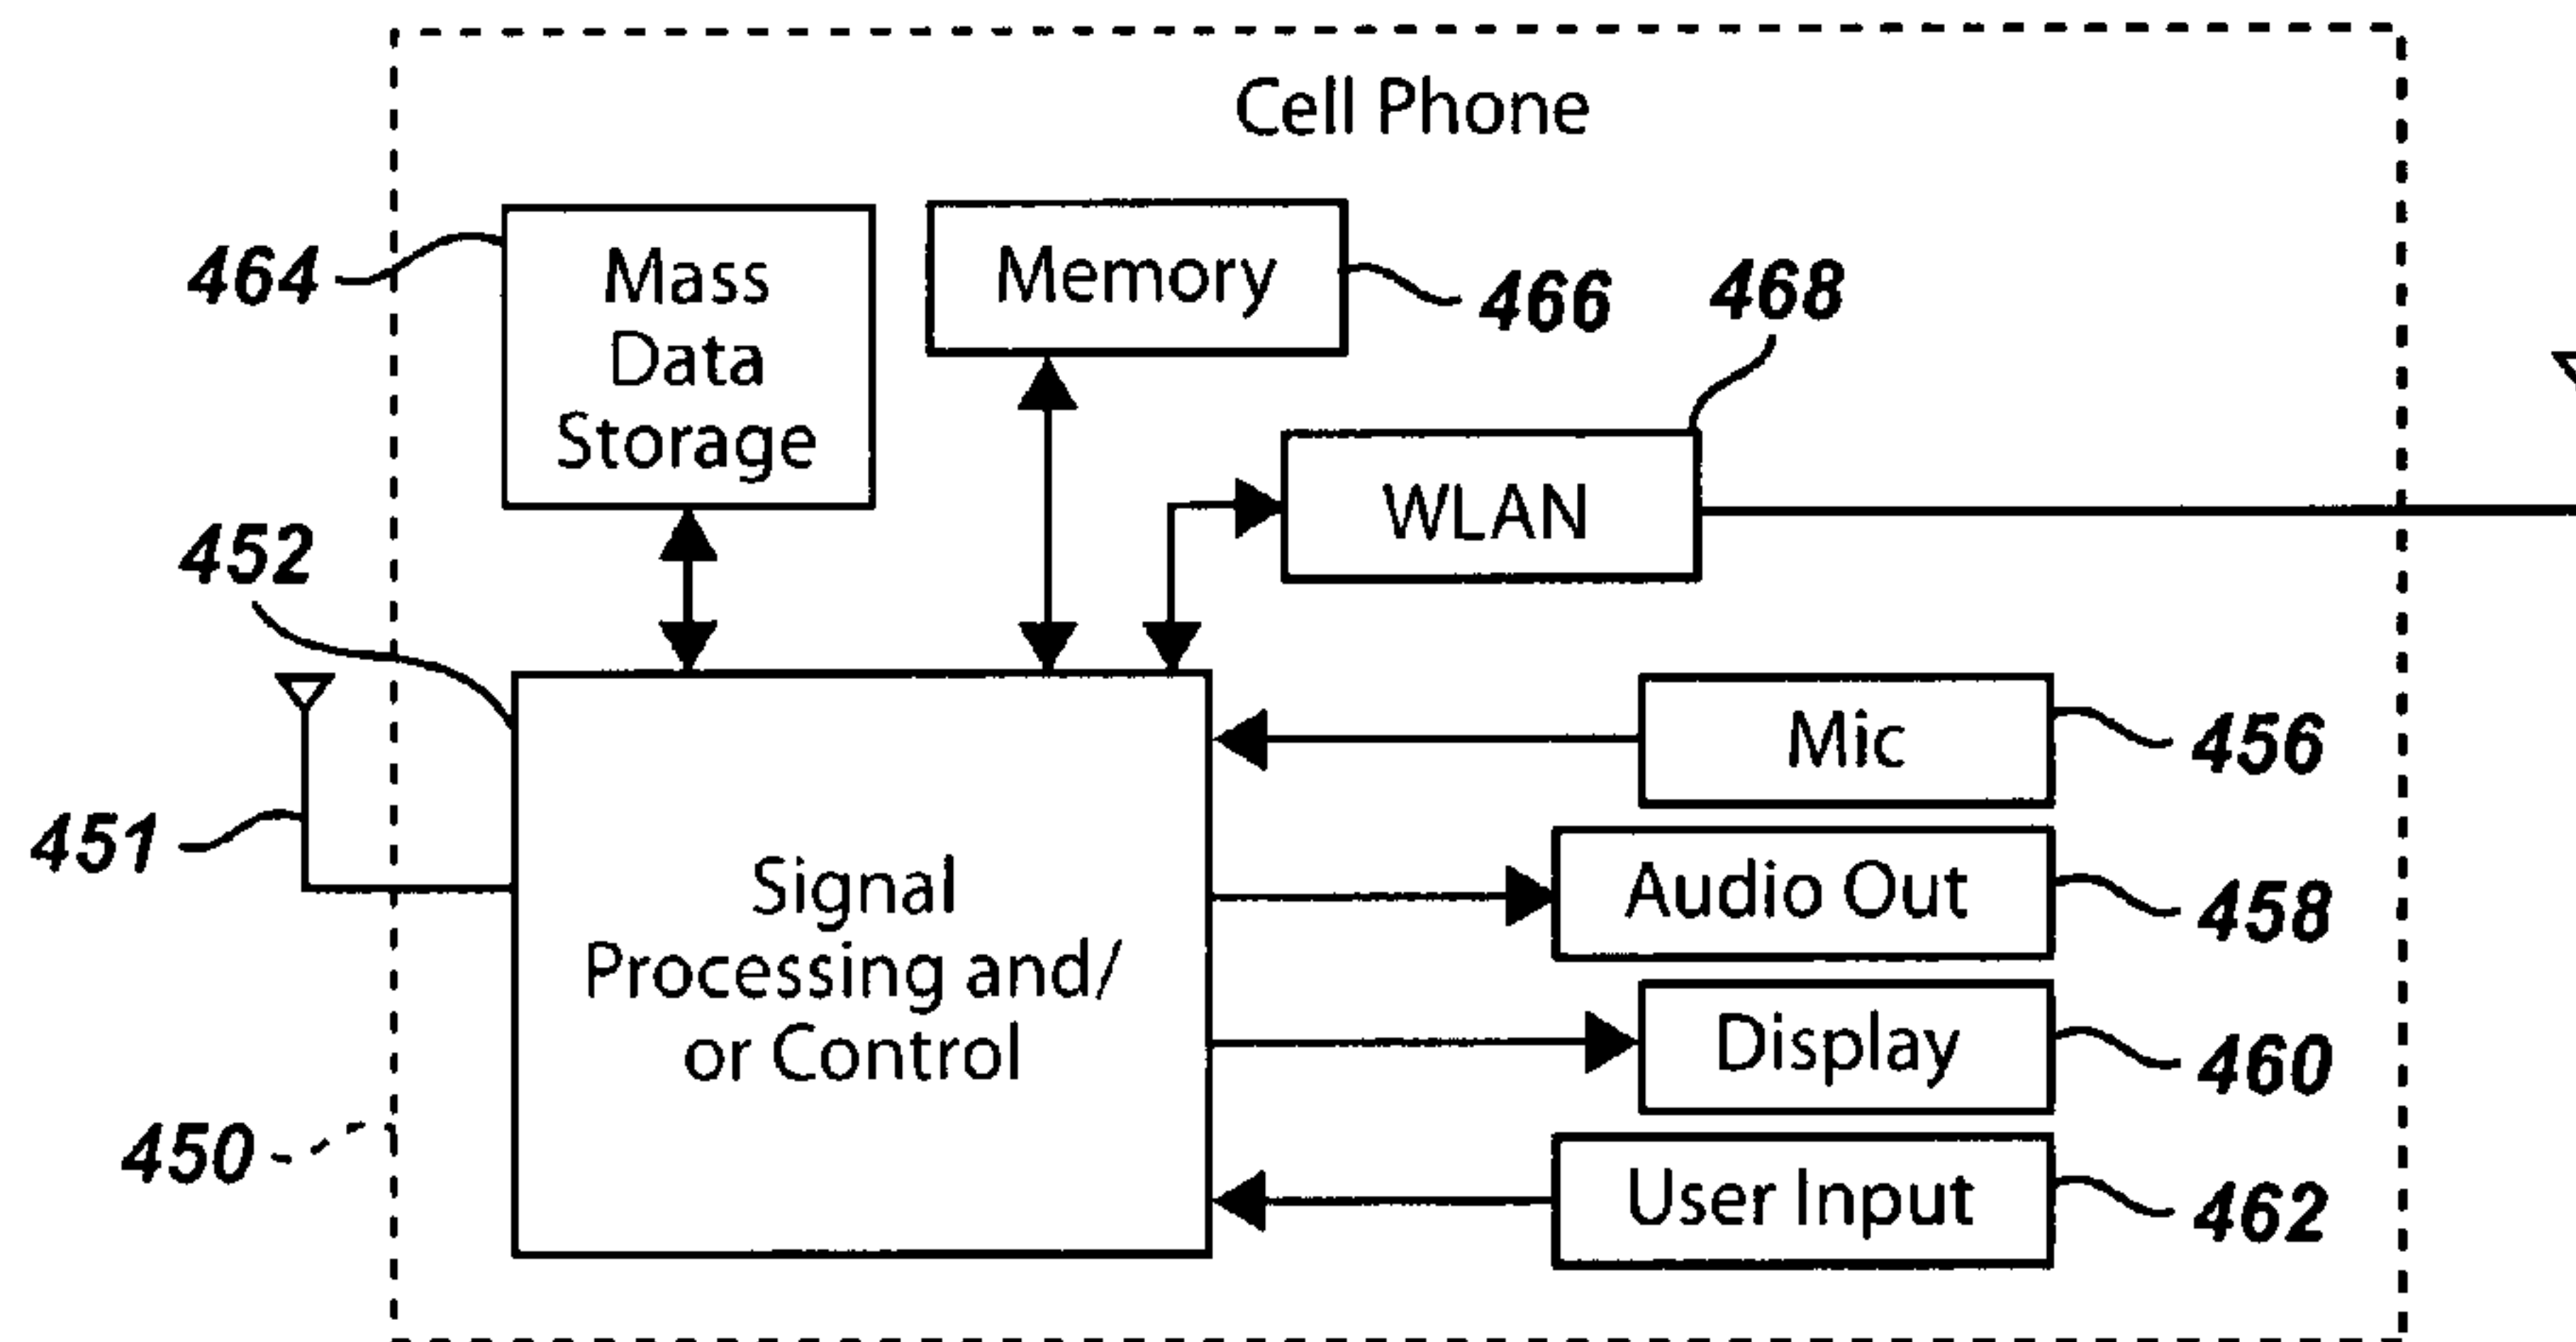 Cell Phone
464
Mass
Data
Storage
Memory
466
468
452
WLAN
Mic
456
451
Signal
Processing and/
or Control
Audio Out
458
Display
460
450
User Input
462